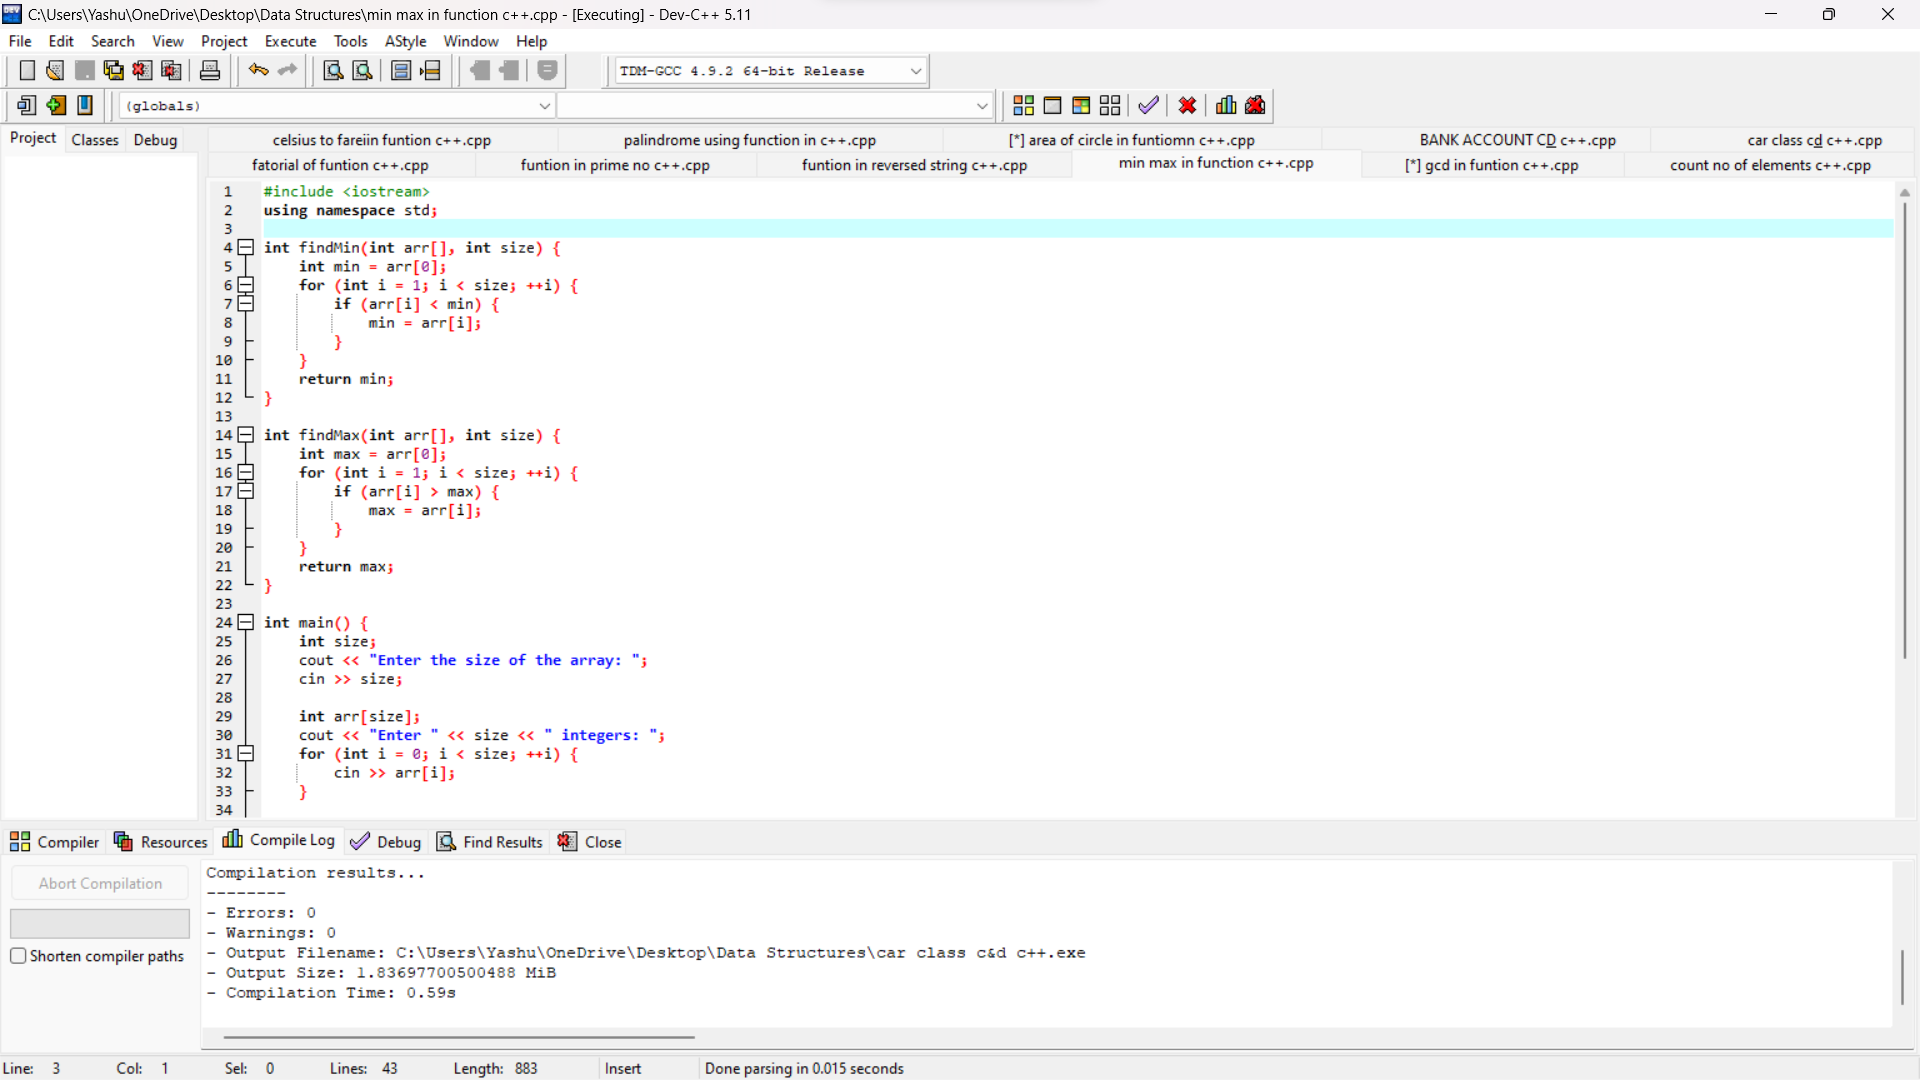 C:\Users\Yashu\OneDrive\Desktop\Data Structures\min max in function c++.cpp - [Executing] - Dev-C++ 5.11
File Edit Search View Project Execute Tools AStyle Window Help
TDM-GCC 4.9.2 64-bit Release
(globals)
Project Classes Debug
celsius to fareiin funtion c++.cpp palindrome using function in c++.cpp [*] area of circle in funtiomn c++.cpp BANK ACCOUNT CD c++.cpp car class cd c++.cpp
fatorial of funtion c++.cpp funtion in prime no c++.cpp funtion in reversed string c++.cpp min max in function c++.cpp [*] gcd in funtion c++.cpp count no of elements c++.cpp
1 #include <iostream>
2 using namespace std;
3
4 int findMin(int arr[], int size) {
5 int min = arr[0];
6 for (int i = 1; i < size; ++i) {
7 if (arr[i] < min) {
8 min = arr[i];
9 }
10 }
11 return min;
12 }
13
14 int findMax(int arr[], int size) {
15 int max = arr[0];
16 for (int i = 1; i < size; ++i) {
17 if (arr[i] > max) {
18 max = arr[i];
19 }
20 }
21 return max;
22 }
23
24 int main() {
25 int size;
26 cout << "Enter the size of the array: ";
27 cin >> size;
28
29 int arr[size];
30 cout << "Enter " << size << " integers: ";
31 for (int i = 0; i < size; ++i) {
32 cin >> arr[i];
33 }
34
Compiler Resources Compile Log Debug Find Results Close
Abort Compilation
Shorten compiler paths
Compilation results...
--------
- Errors: 0
- Warnings: 0
- Output Filename: C:\Users\Yashu\OneDrive\Desktop\Data Structures\car class c&d c++.exe
- Output Size: 1.83697700500488 MiB
- Compilation Time: 0.59s
Line: 3 Col: 1 Sel: 0 Lines: 43 Length: 883 Insert Done parsing in 0.015 seconds